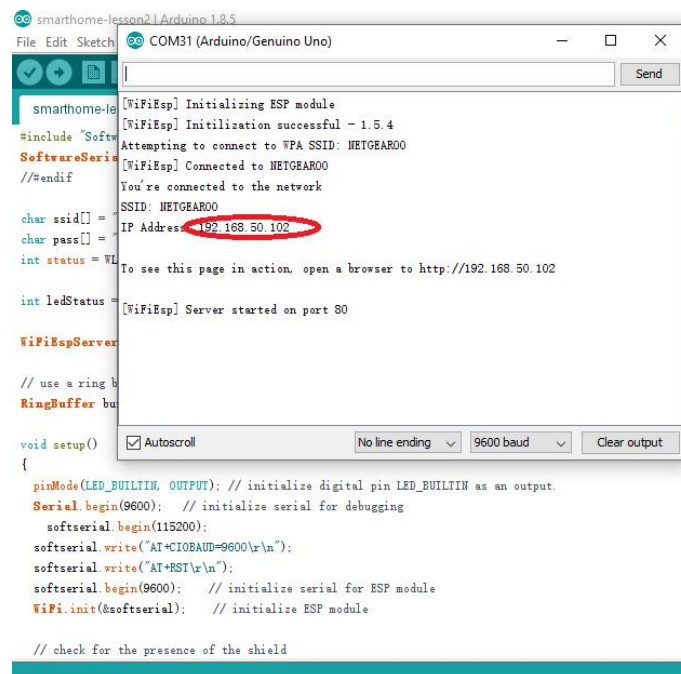 smarthome-lesson2 | Arduino 1.8.5
File Edit Sketch
COM31 (Arduino/Genuino Uno)
Send
smarthome-le
[WiFiEsp] Initializing ESP module
[WiFiEsp] Initilization successful - 1.5.4
Attempting to connect to WPA SSID: NETGEAR00
[WiFiEsp] Connected to NETGEAR00
You're connected to the network
SSID: NETGEAR00
IP Address: 192.168.50.102
To see this page in action, open a browser to http://192.168.50.102
[WiFiEsp] Server started on port 80
Autoscroll
No line ending
9600 baud
Clear output
#include "Softw
SoftwareSeria
//#endif
char ssid[] = "
char pass[] = "
int status = WL
int ledStatus =
WiFiEspServer
// use a ring b
RingBuffer bu
void setup()
{
pinMode(LED_BUILTIN, OUTPUT); // initialize digital pin LED_BUILTIN as an output.
Serial.begin(9600); // initialize serial for debugging
softserial.begin(115200);
softserial.write("AT+CIOBAUD=9600\r\n");
softserial.write("AT+RST\r\n");
softserial.begin(9600); // initialize serial for ESP module
WiFi.init(&softserial); // initialize ESP module
// check for the presence of the shield